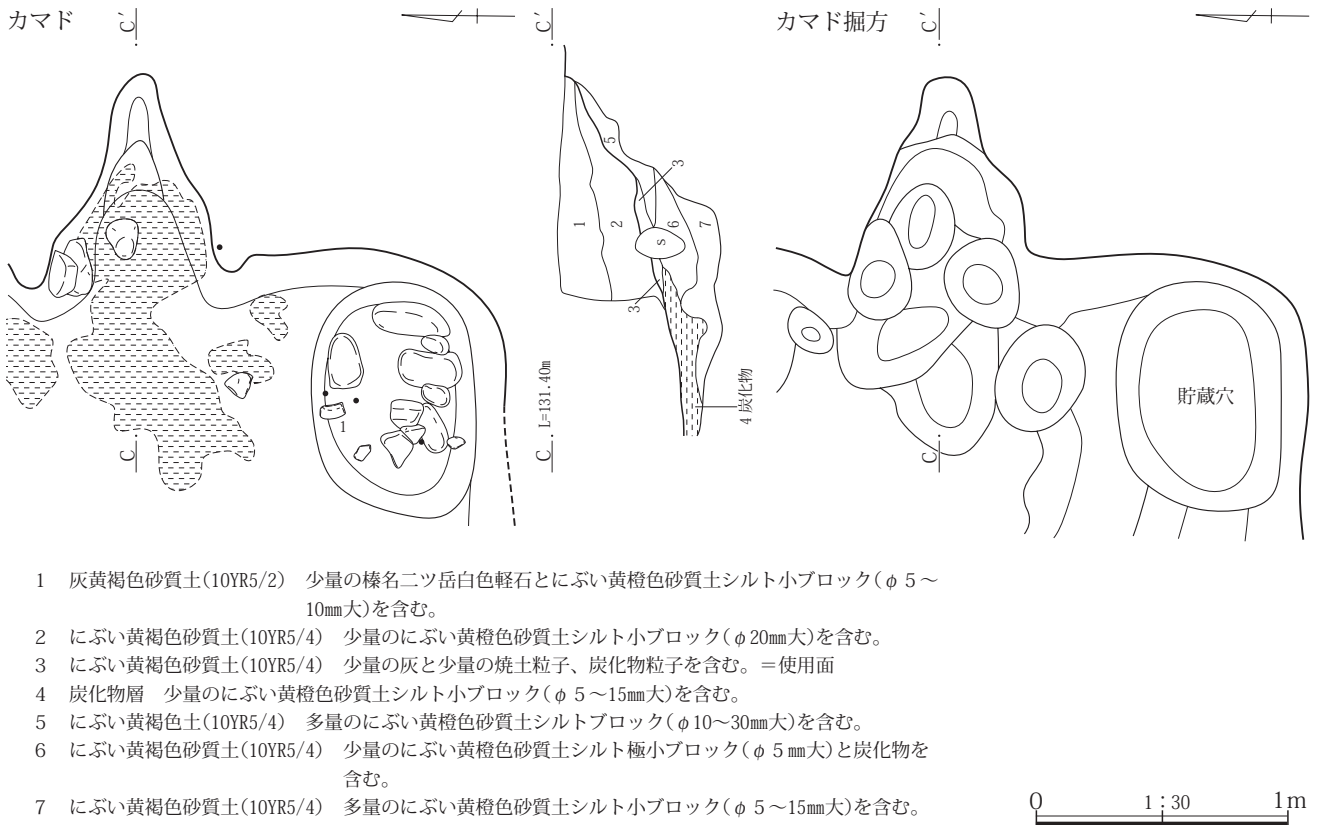 カマド
C′
C′
カマド掘方
C′
1
2
3
5
6
7
s
3
4 炭化物
L=131.40m
C
C
C
1
貯蔵穴
1 灰黄褐色砂質土(10YR5/2) 少量の榛名二ツ岳白色軽石とにぶい黄橙色砂質土シルト小ブロック(φ5～
10㎜大)を含む。
2 にぶい黄褐色砂質土(10YR5/4) 少量のにぶい黄橙色砂質土シルト小ブロック(φ20㎜大)を含む。
3 にぶい黄褐色砂質土(10YR5/4) 少量の灰と少量の焼土粒子、炭化物粒子を含む。＝使用面
4 炭化物層 少量のにぶい黄橙色砂質土シルト小ブロック(φ5～15㎜大)を含む。
5 にぶい黄褐色土(10YR5/4) 多量のにぶい黄橙色砂質土シルトブロック(φ10～30㎜大)を含む。
6 にぶい黄褐色砂質土(10YR5/4) 少量のにぶい黄橙色砂質土シルト極小ブロック(φ5㎜大)と炭化物を
含む。
7 にぶい黄褐色砂質土(10YR5/4) 多量のにぶい黄橙色砂質土シルト小ブロック(φ5～15㎜大)を含む。
0 1：30 1m